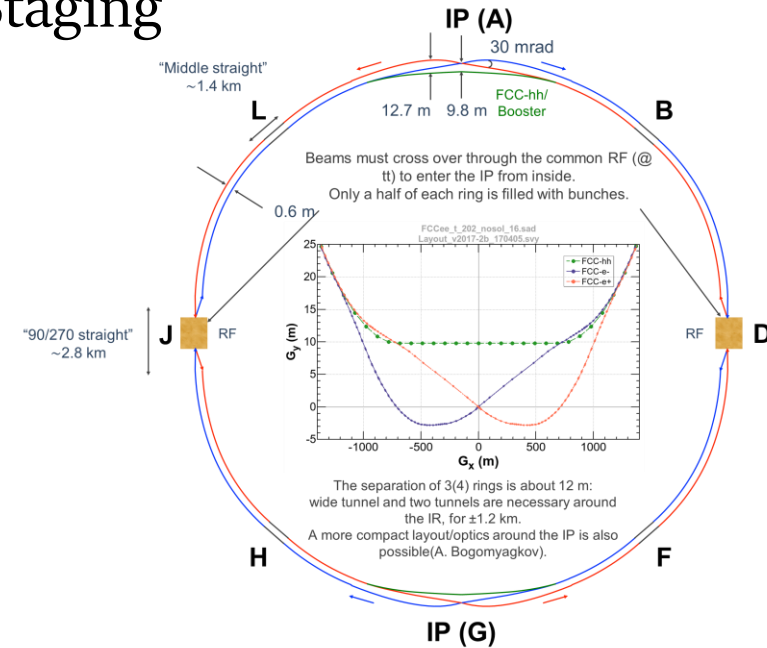 Staging
IP (A)
30 mrad
"Middle straight"
~1.4 km
L
12.7 m
9.8 m
FCC-hh/
Booster
B
Beams must cross over through the common RF (@
tt) to enter the IP from inside.
Only a half of each ring is filled with bunches.
0.6 m
FCCee_t_202_nosol_16.sad
Layout_v2017-2b_170405.svy
25
20
15
10
5
0
-5
Gy (m)
FCC-hh
FCC-e-
FCC-e+
-1000
-500
0
500
1000
Gx (m)
"90/270 straight"
~2.8 km
J
RF
RF
D
The separation of 3(4) rings is about 12 m:
wide tunnel and two tunnels are necessary around
the IR, for ±1.2 km.
A more compact layout/optics around the IP is also
possible(A. Bogomyagkov).
H
F
IP (G)